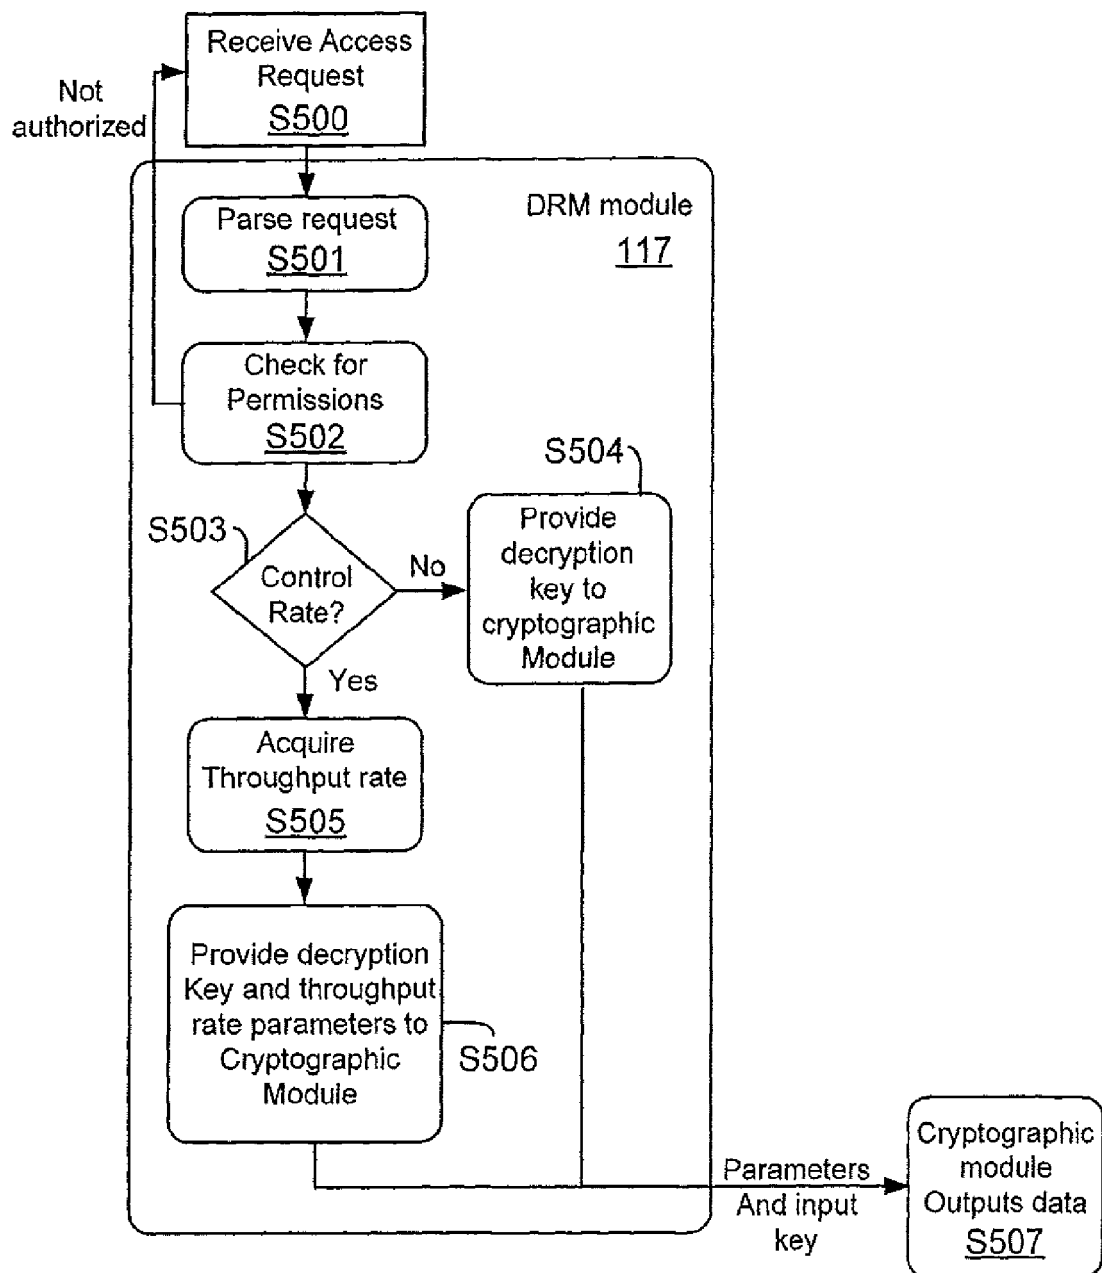 Receive Access
Request
S500
Not
authorized
DRM module
117
Parse request
S501
Check for
Permissions
S502
S503
Control
Rate?
No
Yes
S504
Provide
decryption
key to
cryptographic
Module
Acquire
Throughput rate
S505
Provide decryption
Key and throughput
rate parameters to
Cryptographic
Module
S506
Parameters
And input
key
Cryptographic
module
Outputs data
S507